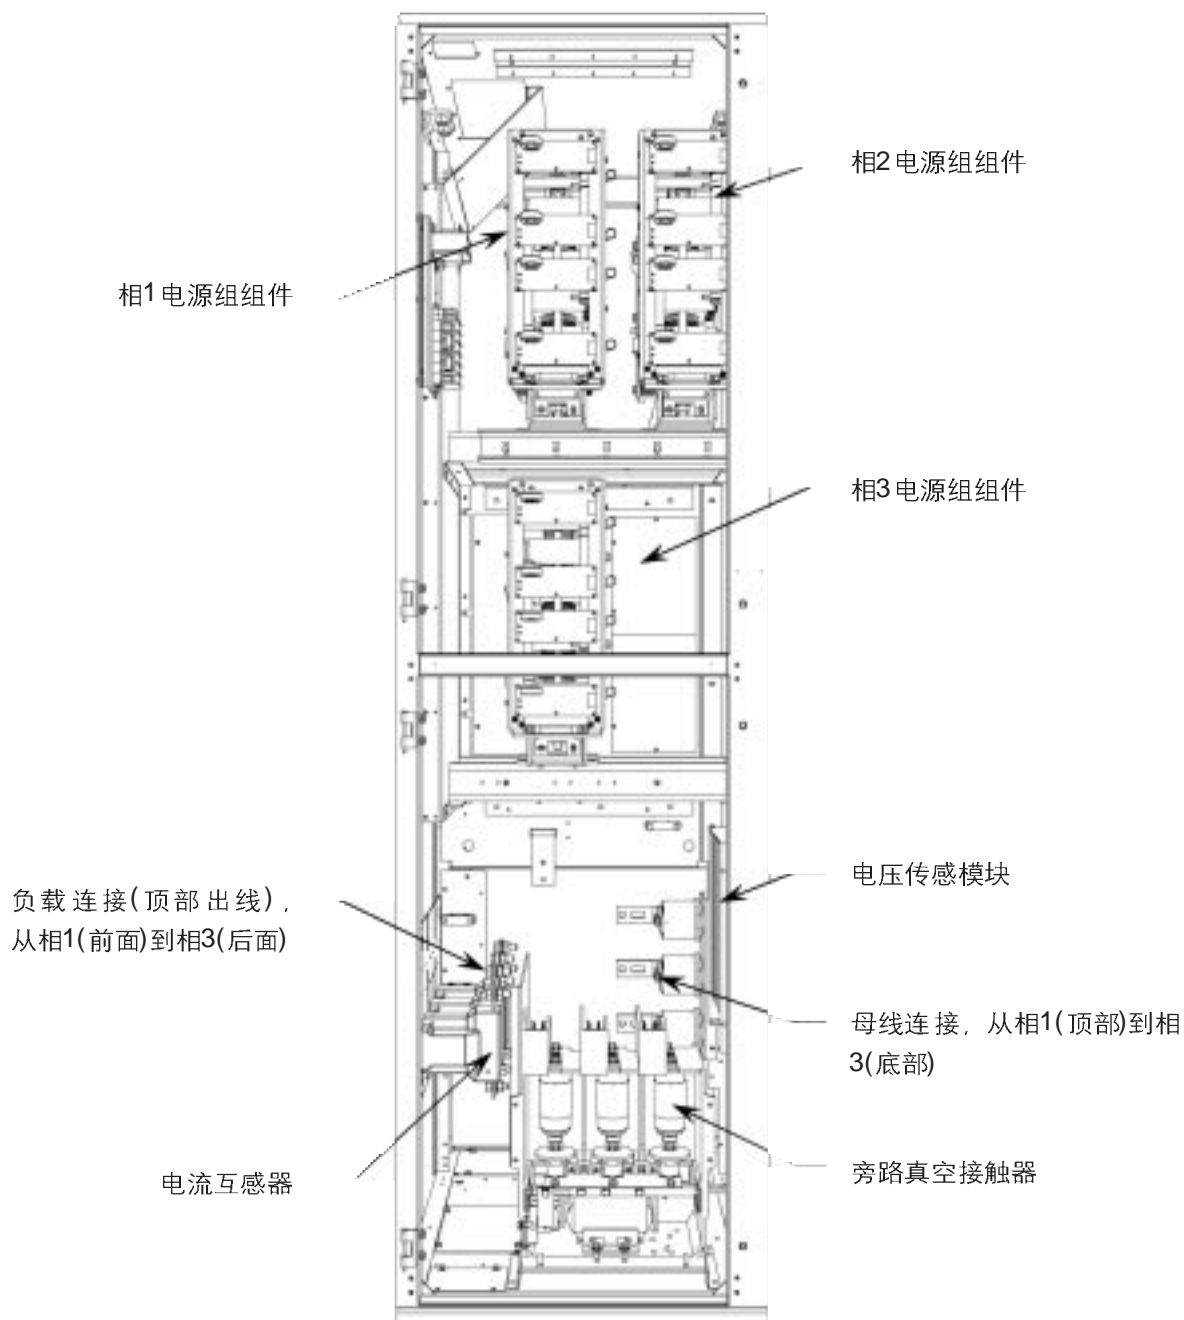 相2电源组组件
相1电源组组件
相3电源组组件
电压传感模块
负载连接(顶部出线),
从相1(前面)到相3(后面)
母线连接, 从相1(顶部)到相
3(底部)
旁路真空接触器
电流互感器